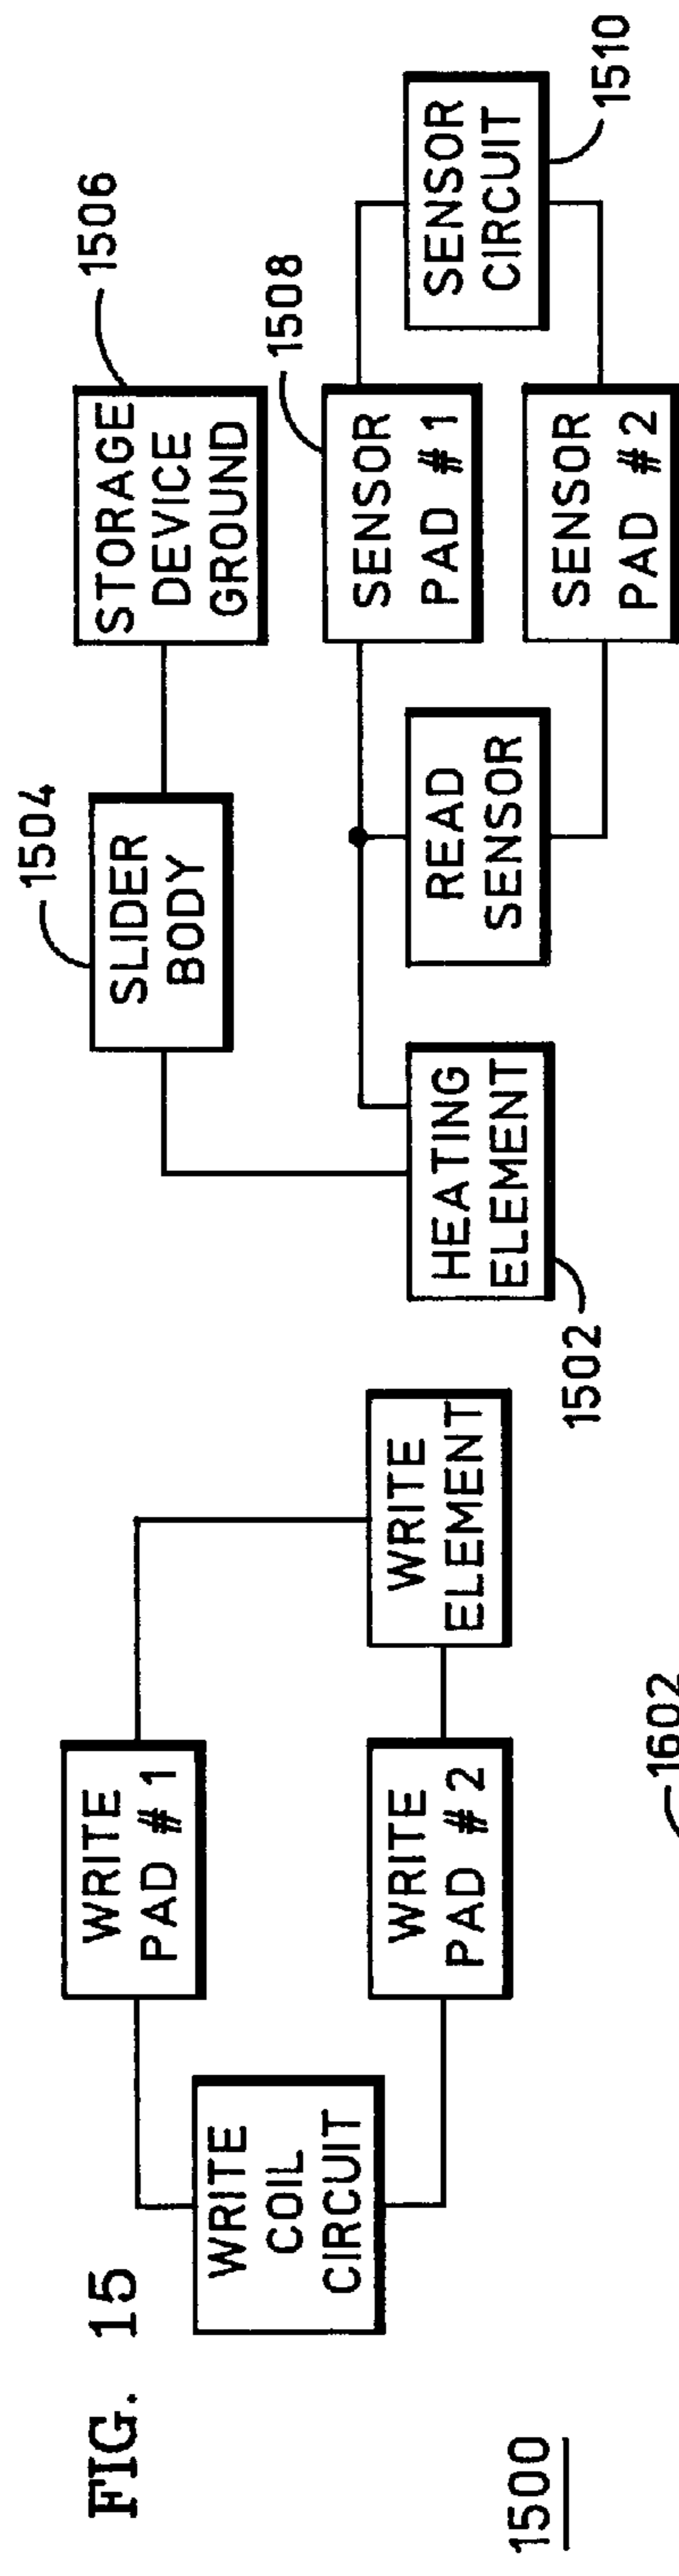 FIG. 15
1500
WRITE
COIL
CIRCUIT
WRITE
PAD # 1
WRITE
PAD # 2
WRITE
ELEMENT
1502
HEATING
ELEMENT
1504
SLIDER
BODY
READ
SENSOR
1506
STORAGE
DEVICE
GROUND
1508
SENSOR
PAD # 1
SENSOR
PAD # 2
SENSOR
CIRCUIT
1510
1602